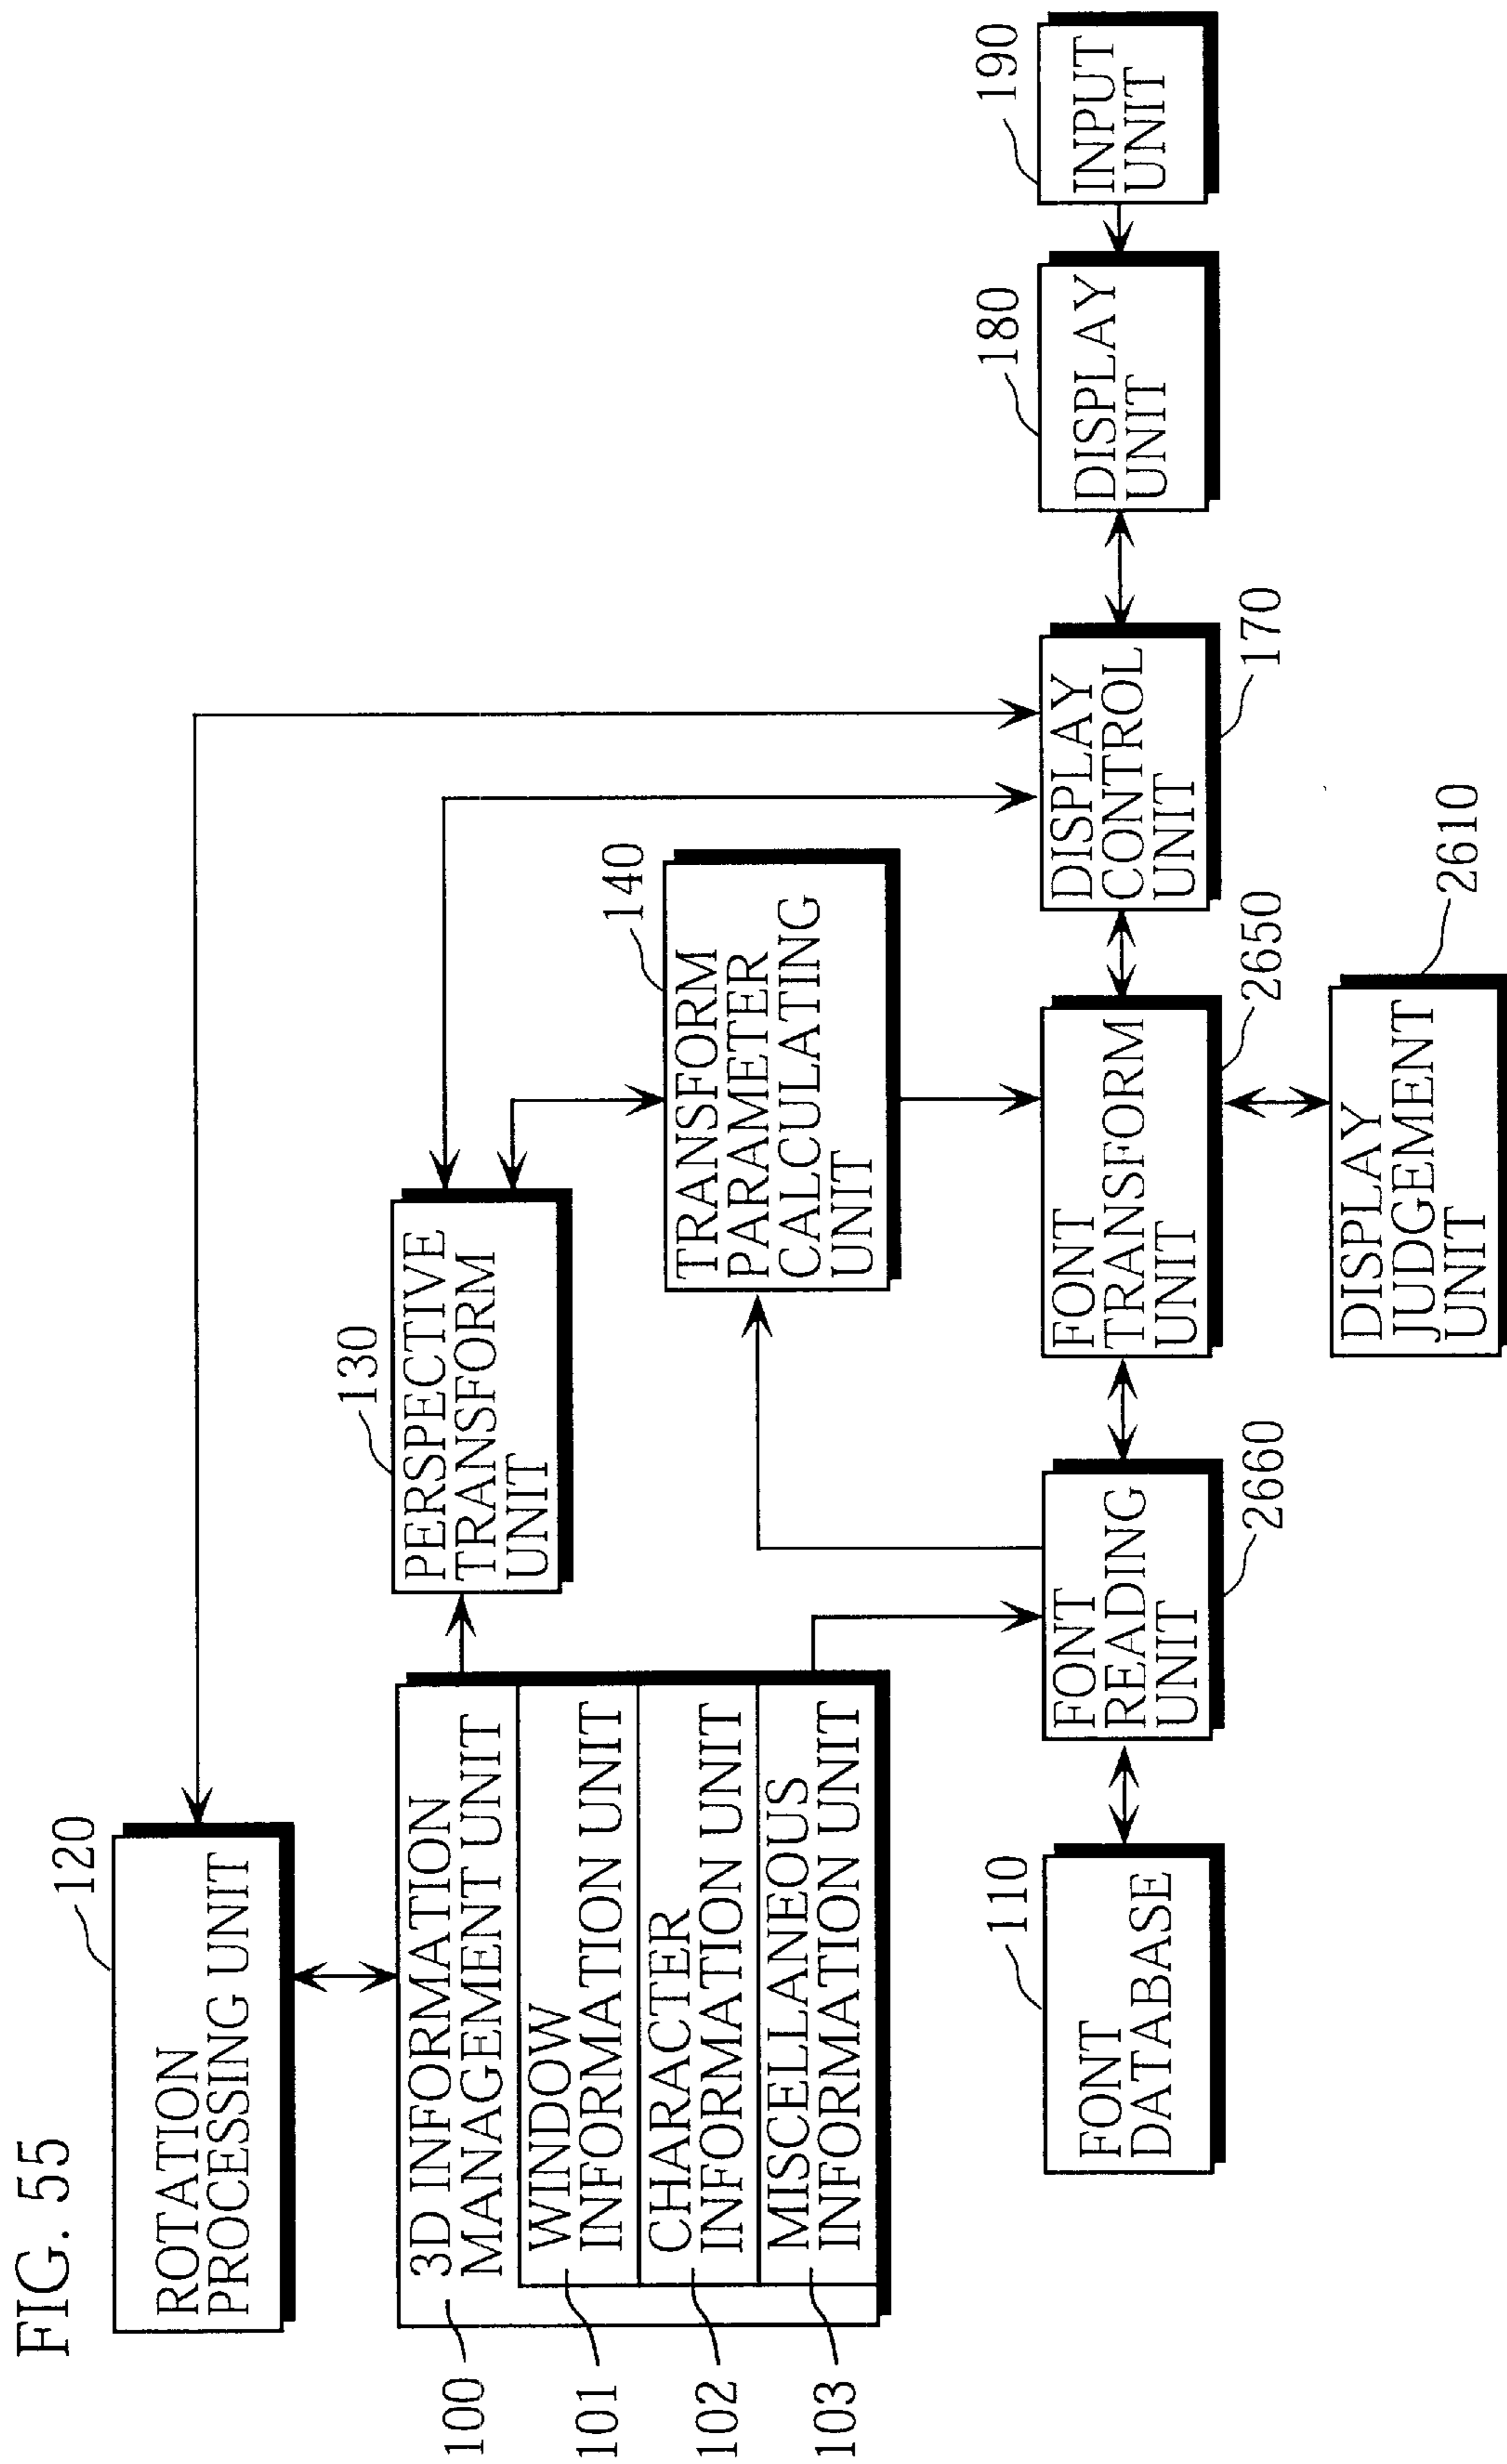 FIG. 55
120
ROTATION
PROCESSING UNIT
100
3D INFORMATION
MANAGEMENT UNIT
101
WINDOW
INFORMATION UNIT
102
CHARACTER
INFORMATION UNIT
103
MISCELLANEOUS
INFORMATION UNIT
130
PERSPECTIVE
TRANSFORM
UNIT
140
TRANSFORM
PARAMETER
CALCULATING
UNIT
110
FONT
DATABASE
FONT
READING
UNIT
2660
FONT
TRANSFORM
UNIT
2650
DISPLAY
CONTROL
UNIT
170
180
DISPLAY
UNIT
190
INPUT
UNIT
DISPLAY
JUDGEMENT
UNIT
2610